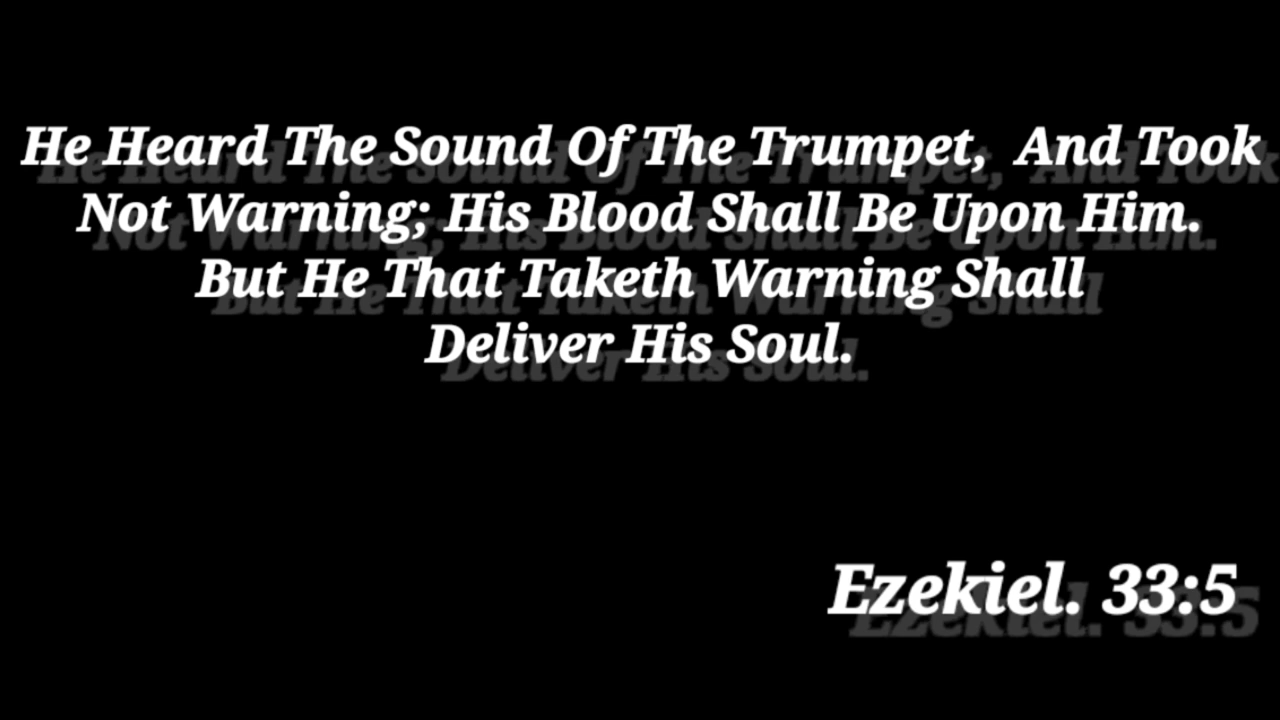 He Heard The Sound Of The Trumpet,  And Took
Not Warning; His Blood Shall Be Upon Him.
But He That Taketh Warning Shall
Deliver His Soul.
Ezekiel. 33:5